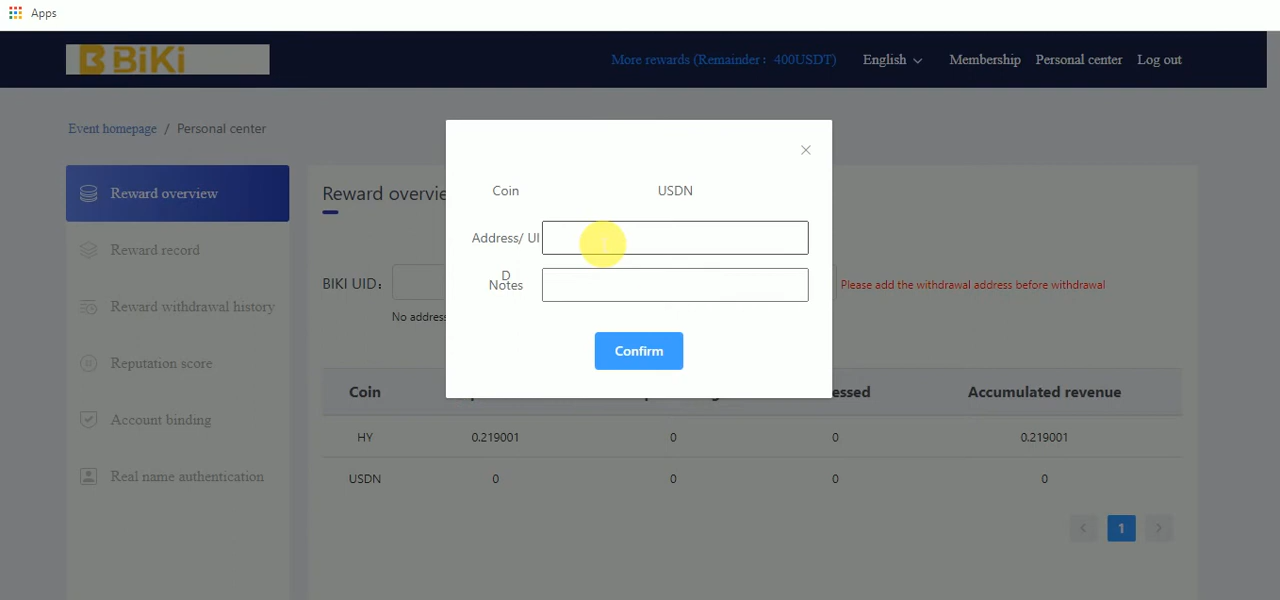 Apps
BiKi
More rewards (Remainder: 400USDT) English Membership Personal center Log out
Event homepage / Personal center
Reward overview
Reward record
Reward withdrawal history
Reputation score
Account binding
Real name authentication
Reward overvie
BIKI UID:
No address
Please add the withdrawal address before withdrawal
Coin USDN
Address/ UI
D
Notes
Confirm
Coin essed Accumulated revenue
HY 0.219001 0 0 0.219001
USDN 0 0 0 0
< 1 >